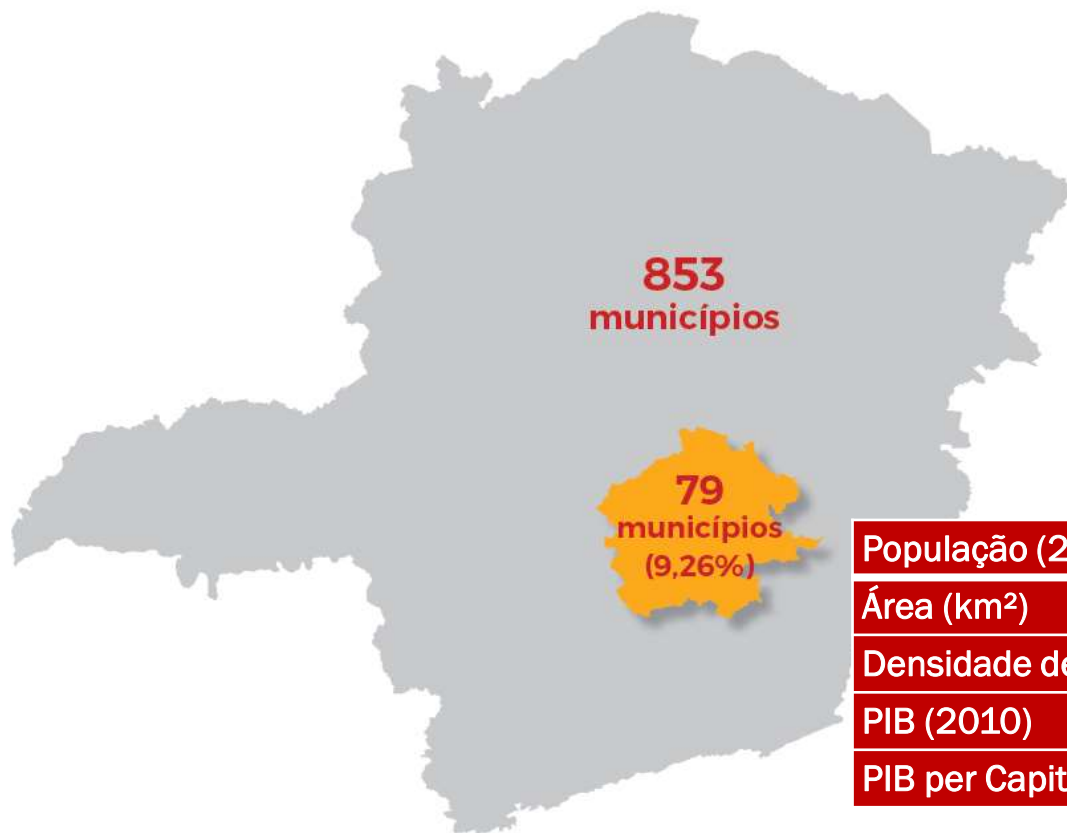 853
municípios
79
municípios
(9,26%)
População (2
Área (km²)
Densidade de
PIB (2010)
PIB per Capit